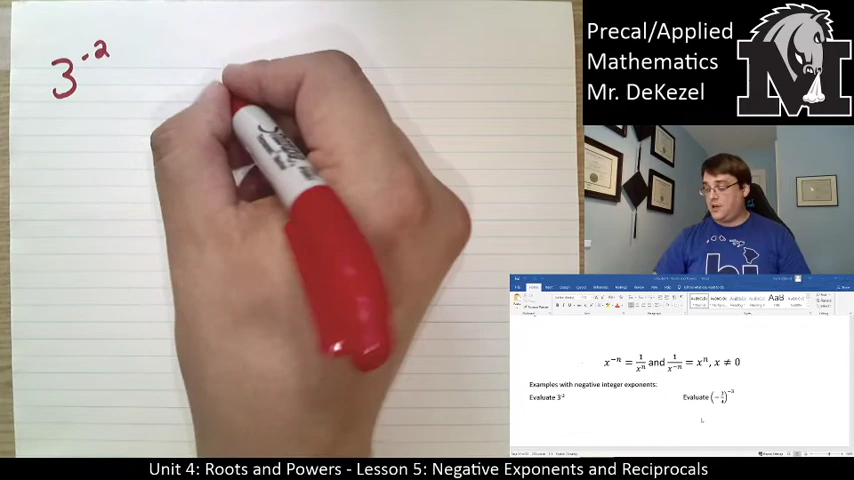 3⁻²
Precal/Applied
Mathematics
Mr. DeKezel
x⁻ⁿ = 1/xⁿ and 1/x⁻ⁿ = xⁿ, x ≠ 0
Examples with negative integer exponents:
Evaluate 3⁻²
Evaluate
Unit 4: Roots and Powers - Lesson 5: Negative Exponents and Reciprocals